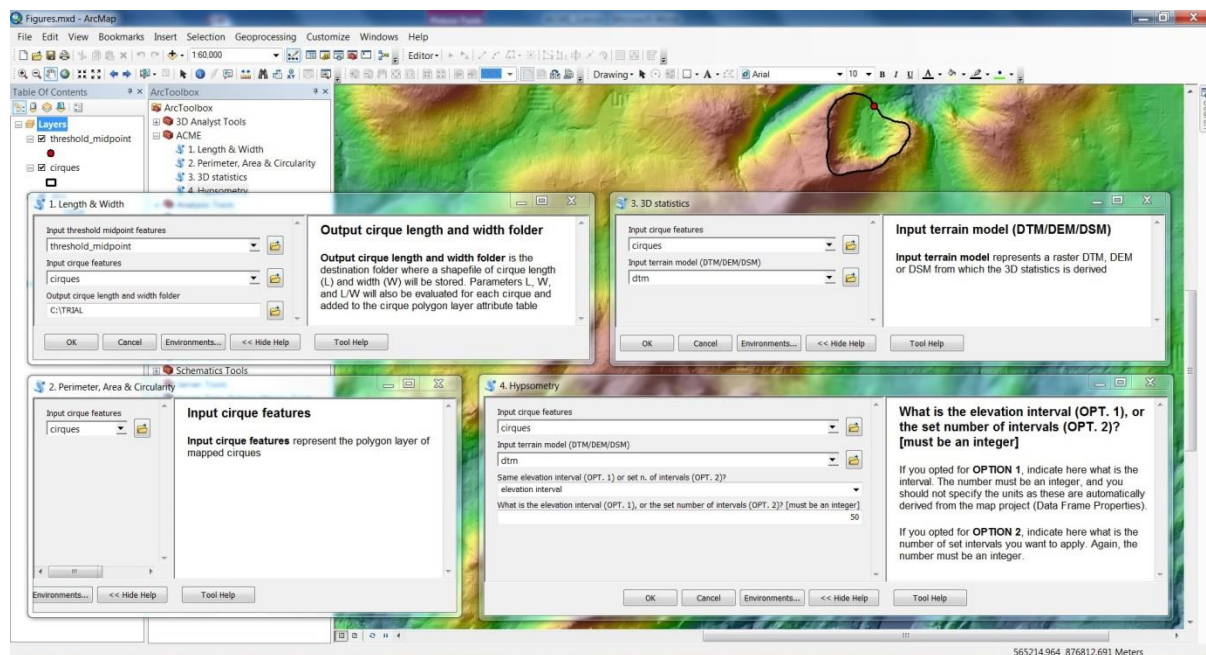 Figures.mxd - ArcMap
File Edit View Bookmarks Insert Selection Geoprocessing Customize Windows Help
1:60,000
Editor
Drawing
Arial
10
B I U A
Table Of Contents
Layers
threshold_midpoint
cirques
ArcToolbox
ArcToolbox
3D Analyst Tools
ACME
1. Length & Width
2. Perimeter, Area & Circularity
3. 3D statistics
4. Hypsometry
Schematics Tools
1. Length & Width
Input threshold midpoint features
threshold_midpoint
Input cirque features
cirques
Output cirque length and width folder
C:\TRIAL
OK Cancel Environments... << Hide Help Tool Help
Output cirque length and width folder
Output cirque length and width folder is the
destination folder where a shapefile of cirque length
(L) and width (W) will be stored. Parameters L, W,
and L/W will also be evaluated for each cirque and
added to the cirque polygon layer attribute table
3. 3D statistics
Input cirque features
cirques
Input terrain model (DTM/DEM/DSM)
dtm
OK Cancel Environments... << Hide Help Tool Help
Input terrain model (DTM/DEM/DSM)
Input terrain model represents a raster DTM, DEM
or DSM from which the 3D statistics is derived
2. Perimeter, Area & Circularity
Input cirque features
cirques
Environments... << Hide Help Tool Help
Input cirque features
Input cirque features represent the polygon layer of
mapped cirques
4. Hypsometry
Input cirque features
cirques
Input terrain model (DTM/DEM/DSM)
dtm
Same elevation interval (OPT. 1) or set n. of intervals (OPT. 2)?
elevation interval
What is the elevation interval (OPT. 1), or the set number of intervals (OPT. 2)? [must be an integer]
50
OK Cancel Environments... << Hide Help Tool Help
What is the elevation interval (OPT. 1), or
the set number of intervals (OPT. 2)?
[must be an integer]
If you opted for OPTION 1, indicate here what is the
interval. The number must be an integer, and you
should not specify the units as these are automatically
derived from the map project (Data Frame Properties).
If you opted for OPTION 2, indicate here what is the
number of set intervals you want to apply. Again, the
number must be an integer.
565214.964 876812.691 Meters